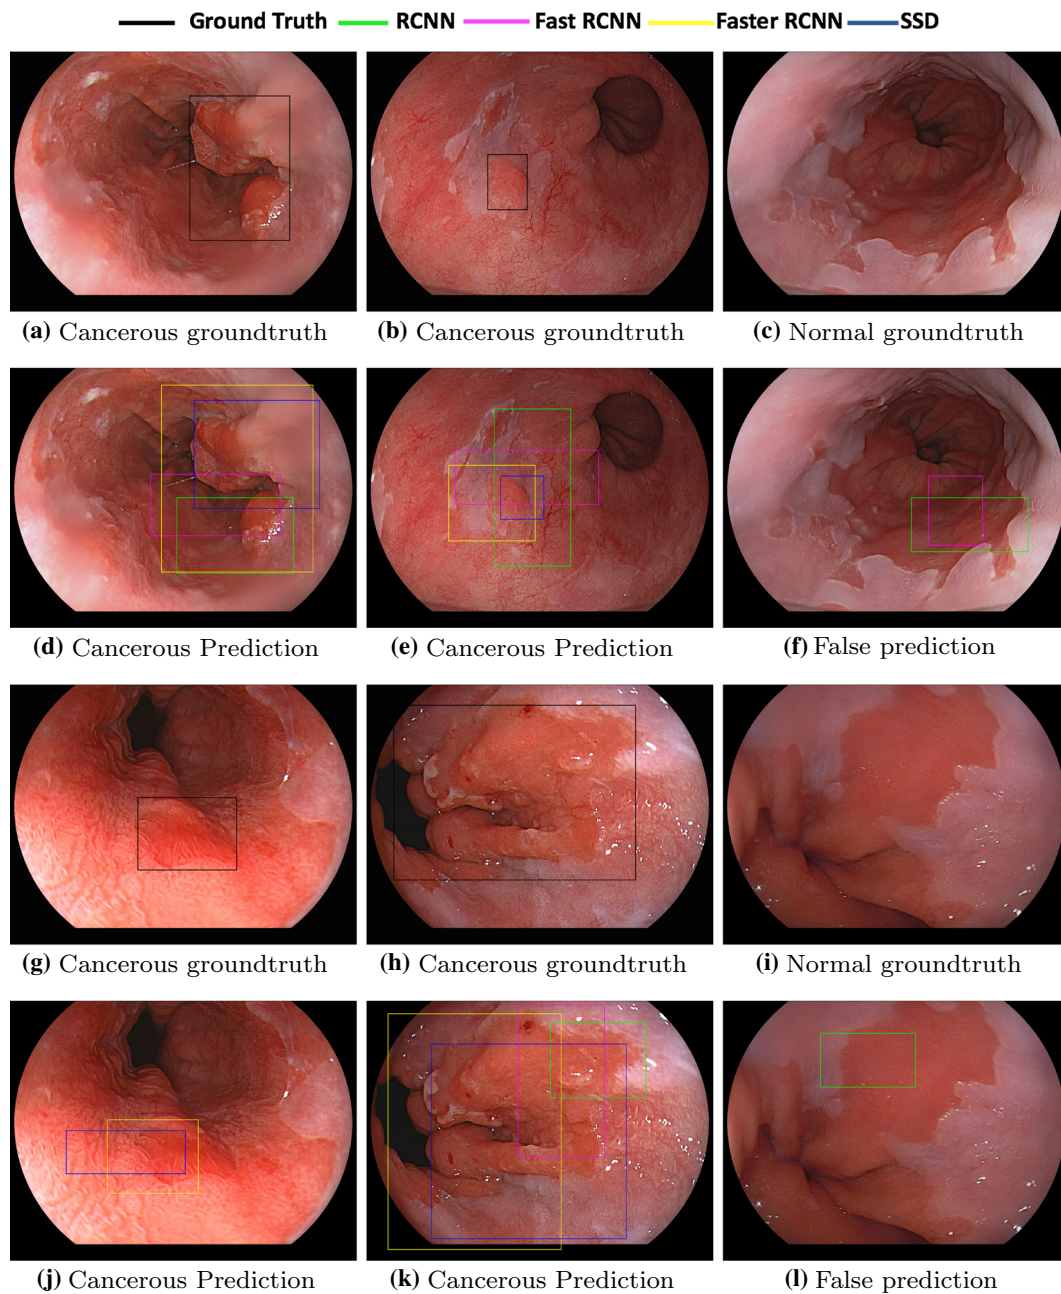 Ground Truth RCNN Fast RCNN Faster RCNN SSD
(a) Cancerous groundtruth
(b) Cancerous groundtruth
(c) Normal groundtruth
(d) Cancerous Prediction
(e) Cancerous Prediction
(f) False prediction
(g) Cancerous groundtruth
(h) Cancerous groundtruth
(i) Normal groundtruth
(j) Cancerous Prediction
(k) Cancerous Prediction
(l) False prediction